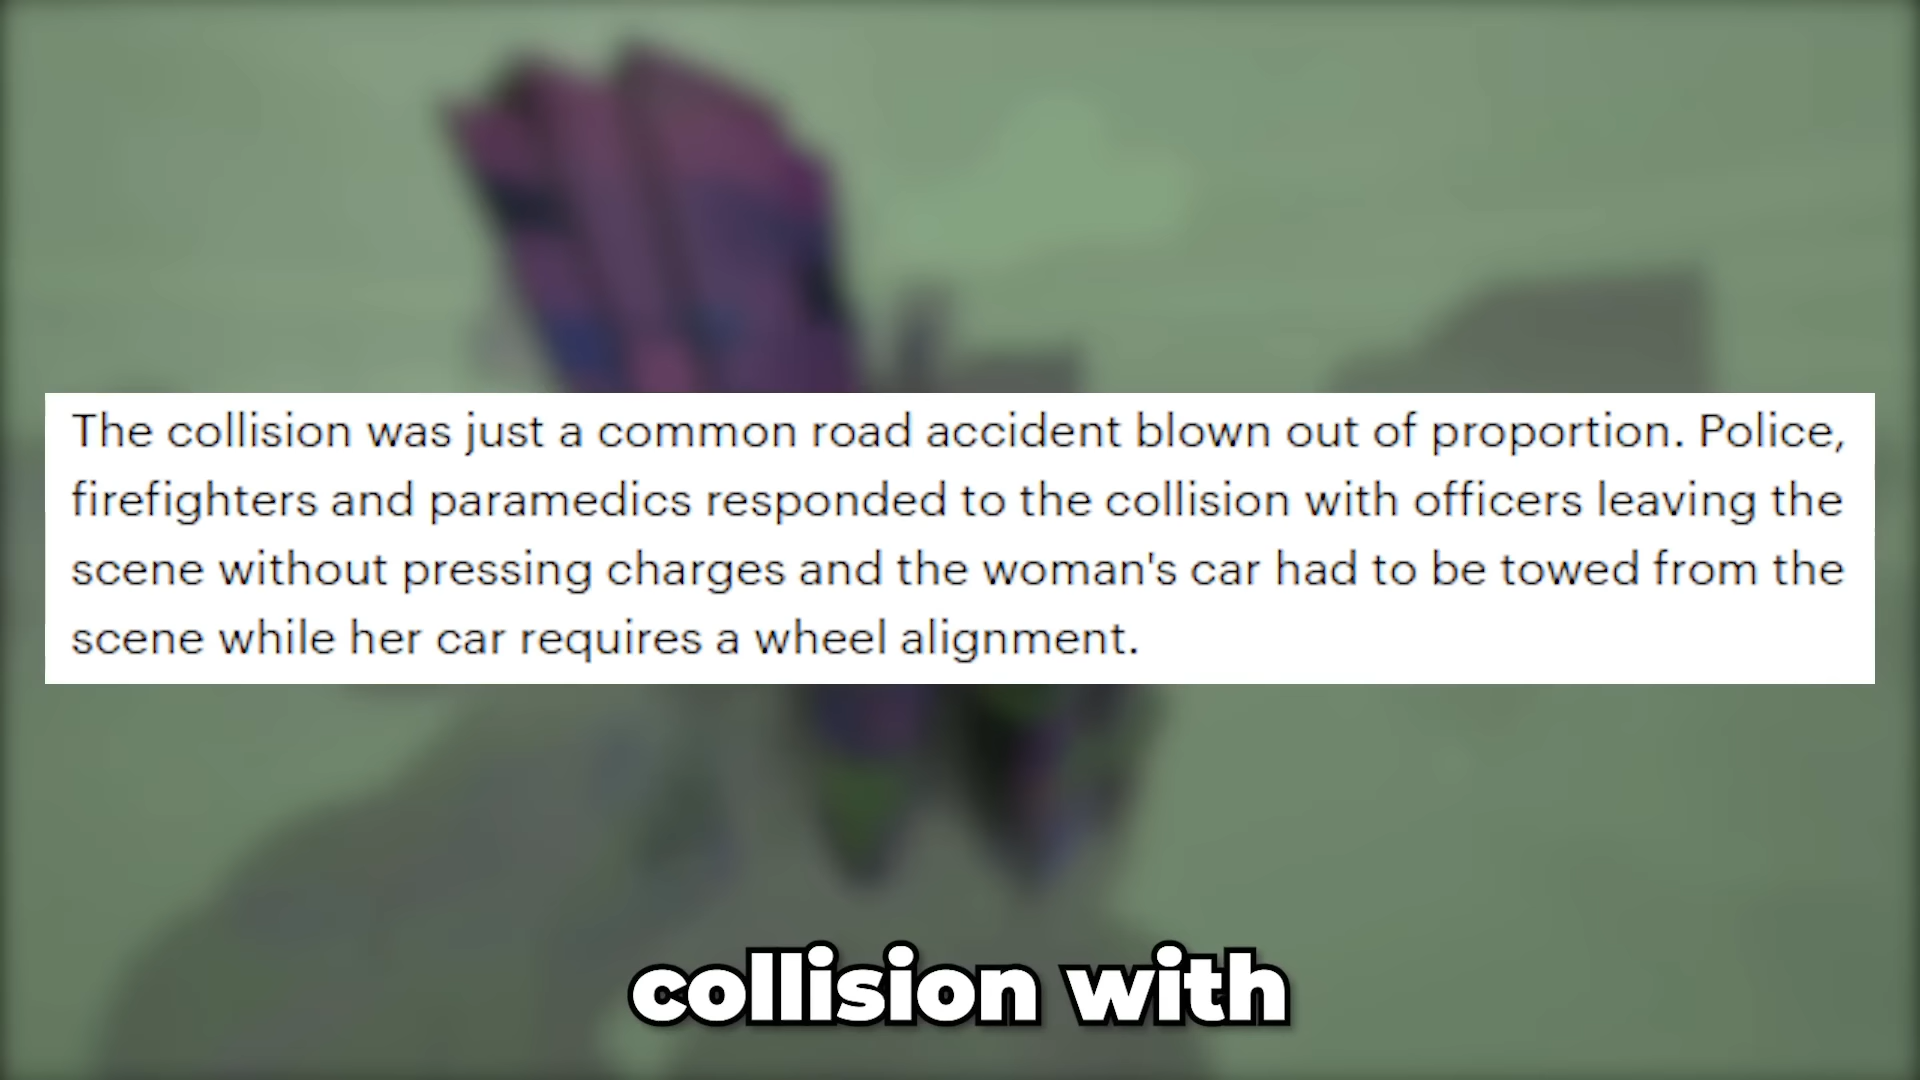 The collision was just a common road accident blown out of proportion. Police,
firefighters and paramedics responded to the collision with officers leaving the
scene without pressing charges and the woman's car had to be towed from the
scene while her car requires a wheel alignment.
collision with